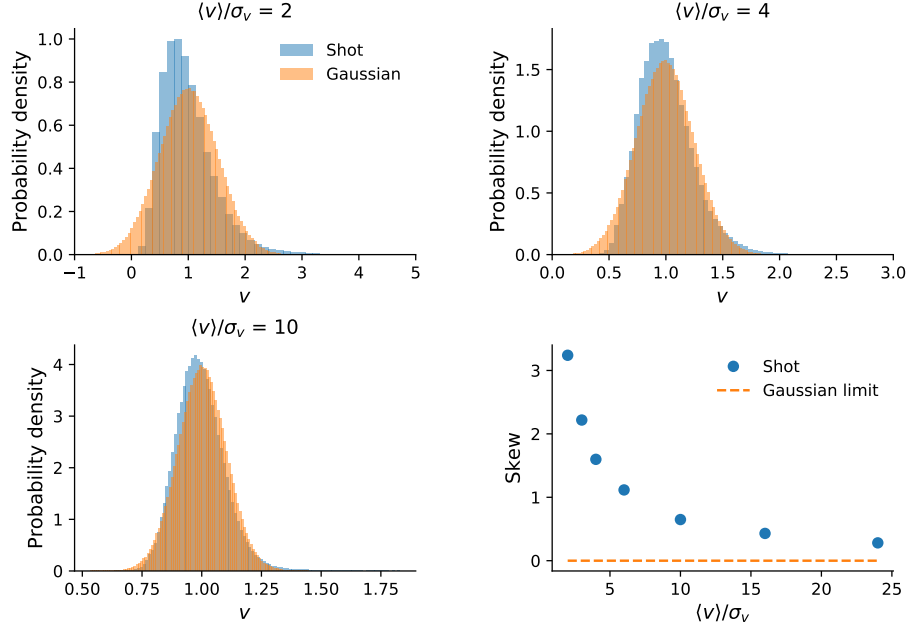 ⟨v⟩/σᵥ = 2
Probability density
1.0
0.8
0.6
0.4
0.2
0.0
−1 0 1 2 3 4 5
v
Shot
Gaussian
⟨v⟩/σᵥ = 4
Probability density
1.5
1.0
0.5
0.0
0.0 0.5 1.0 1.5 2.0 2.5 3.0
v
⟨v⟩/σᵥ = 10
Probability density
4
3
2
1
0
0.50 0.75 1.00 1.25 1.50 1.75
v
Skew
3
2
1
0
5 10 15 20 25
⟨v⟩/σᵥ
Shot
Gaussian limit